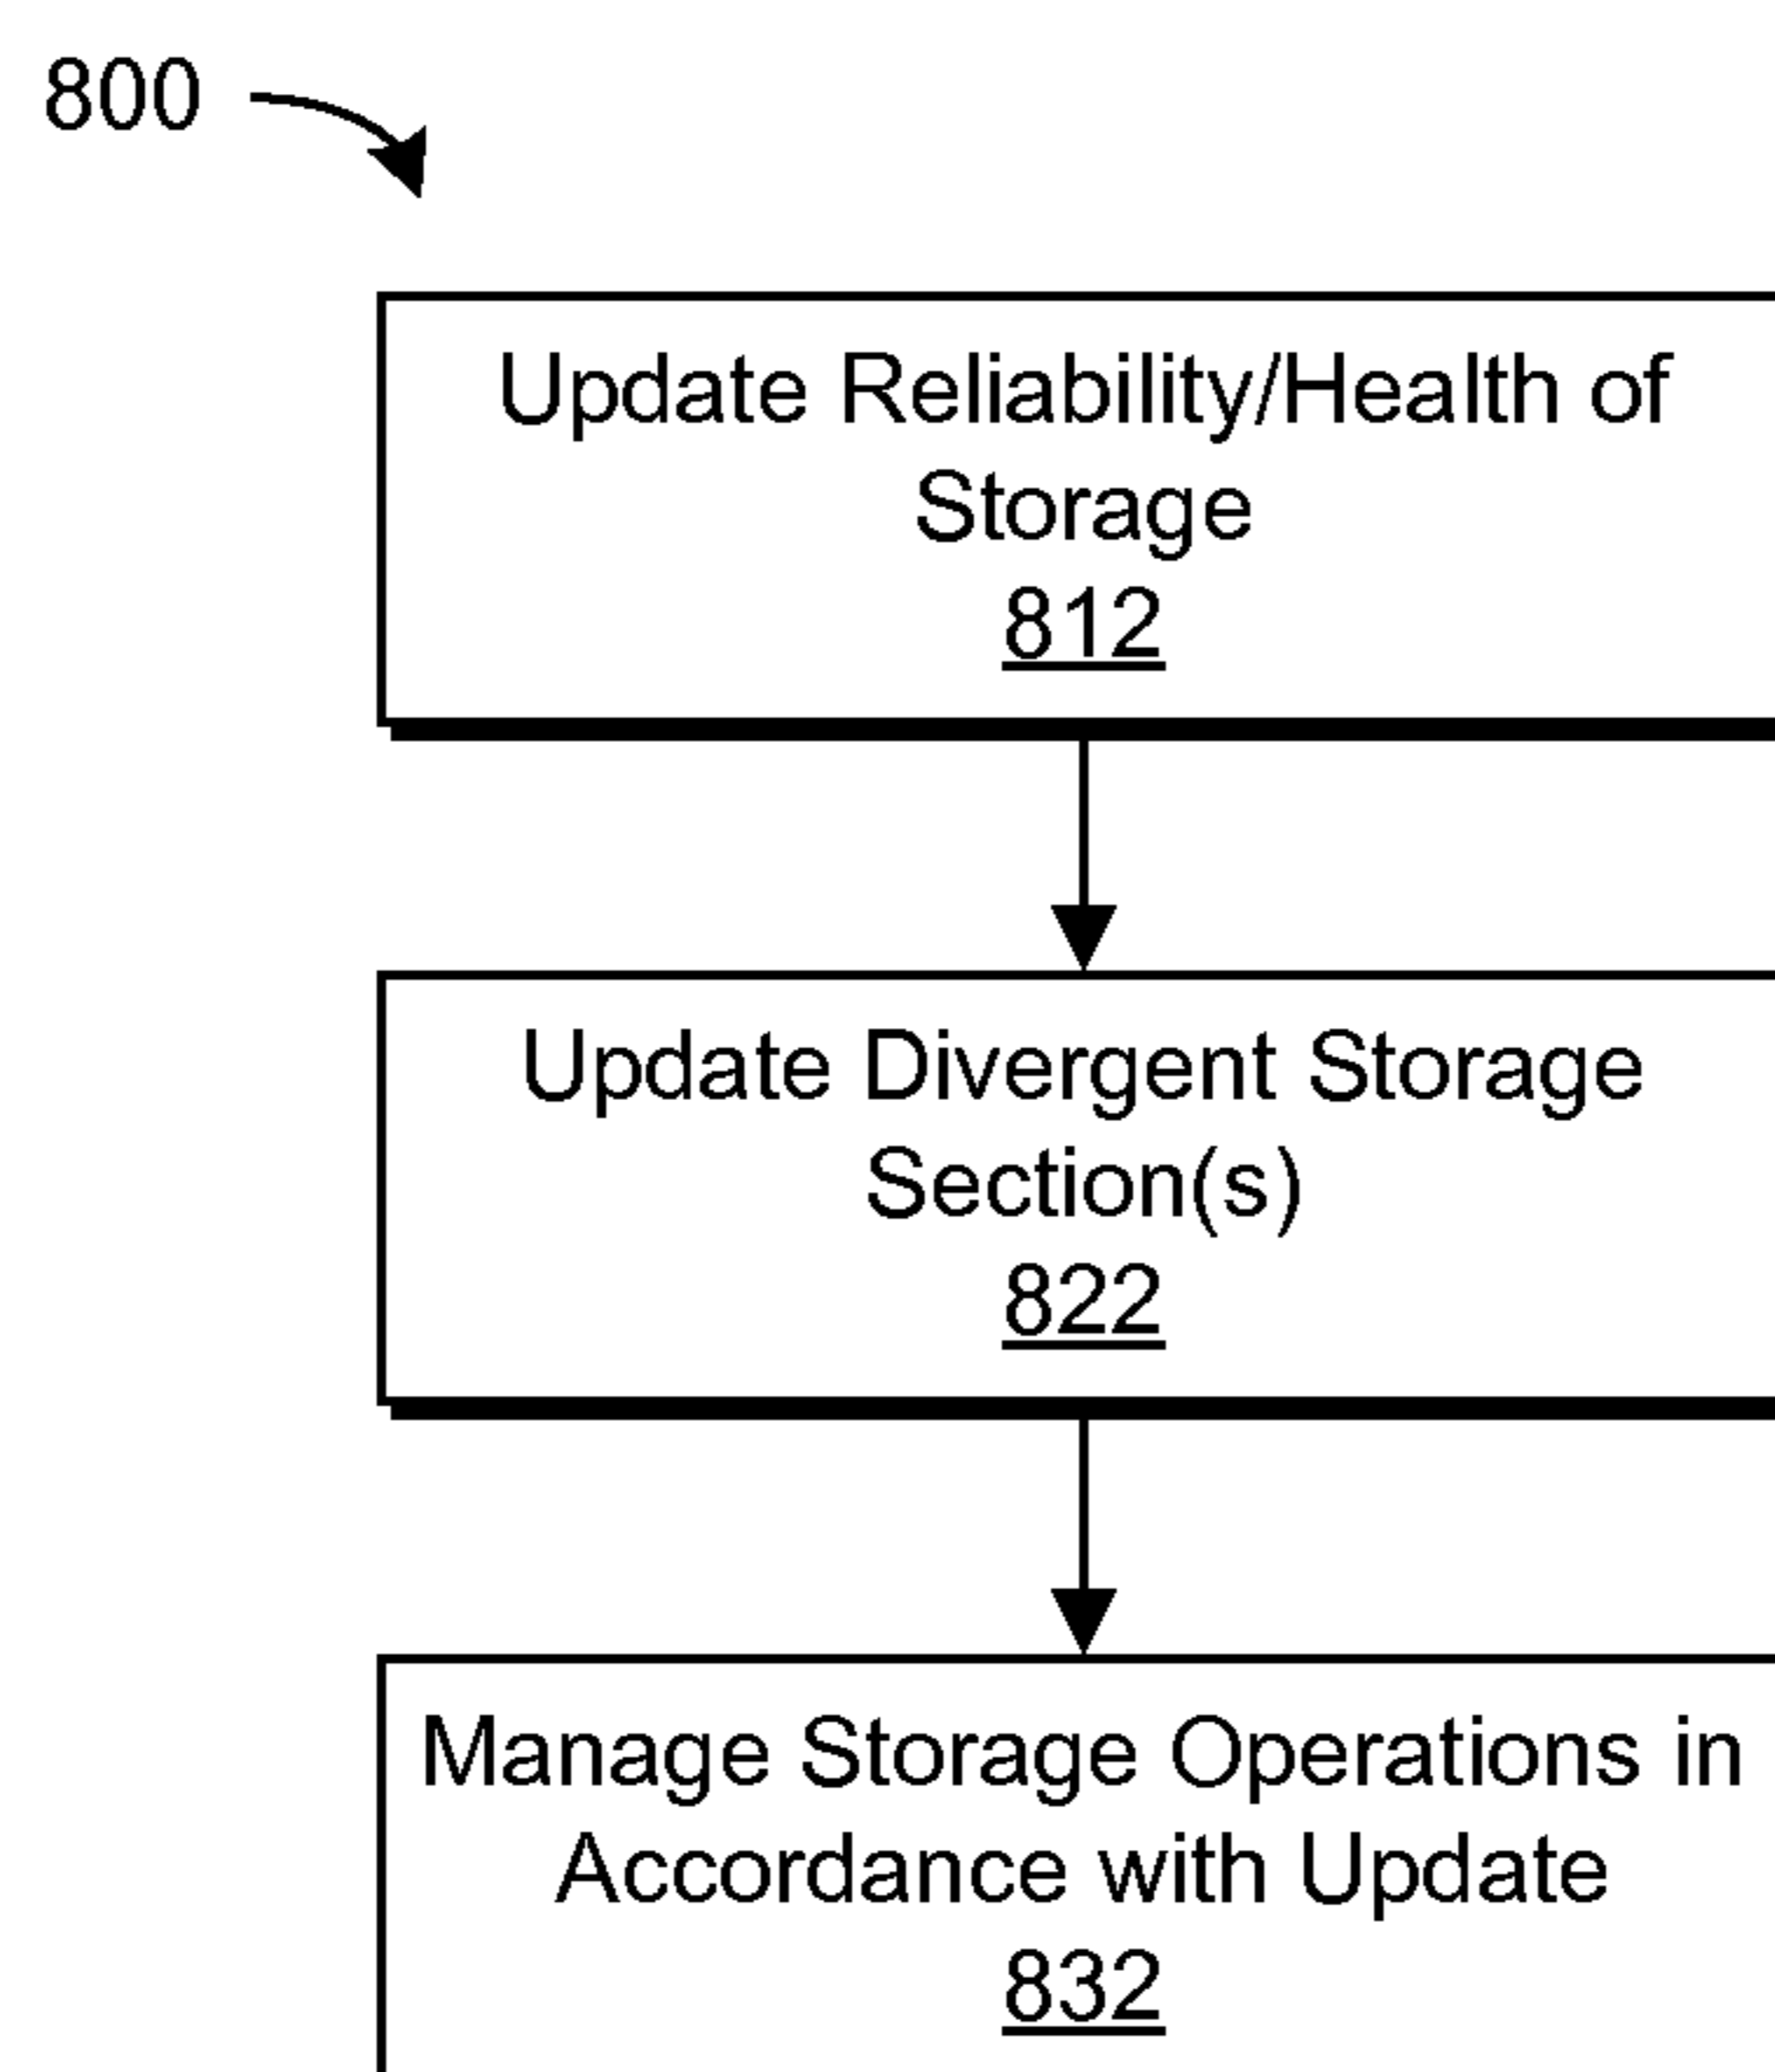 800
Update Reliability/Health of
Storage
812
Update Divergent Storage
Section(s)
822
Manage Storage Operations in
Accordance with Update
832